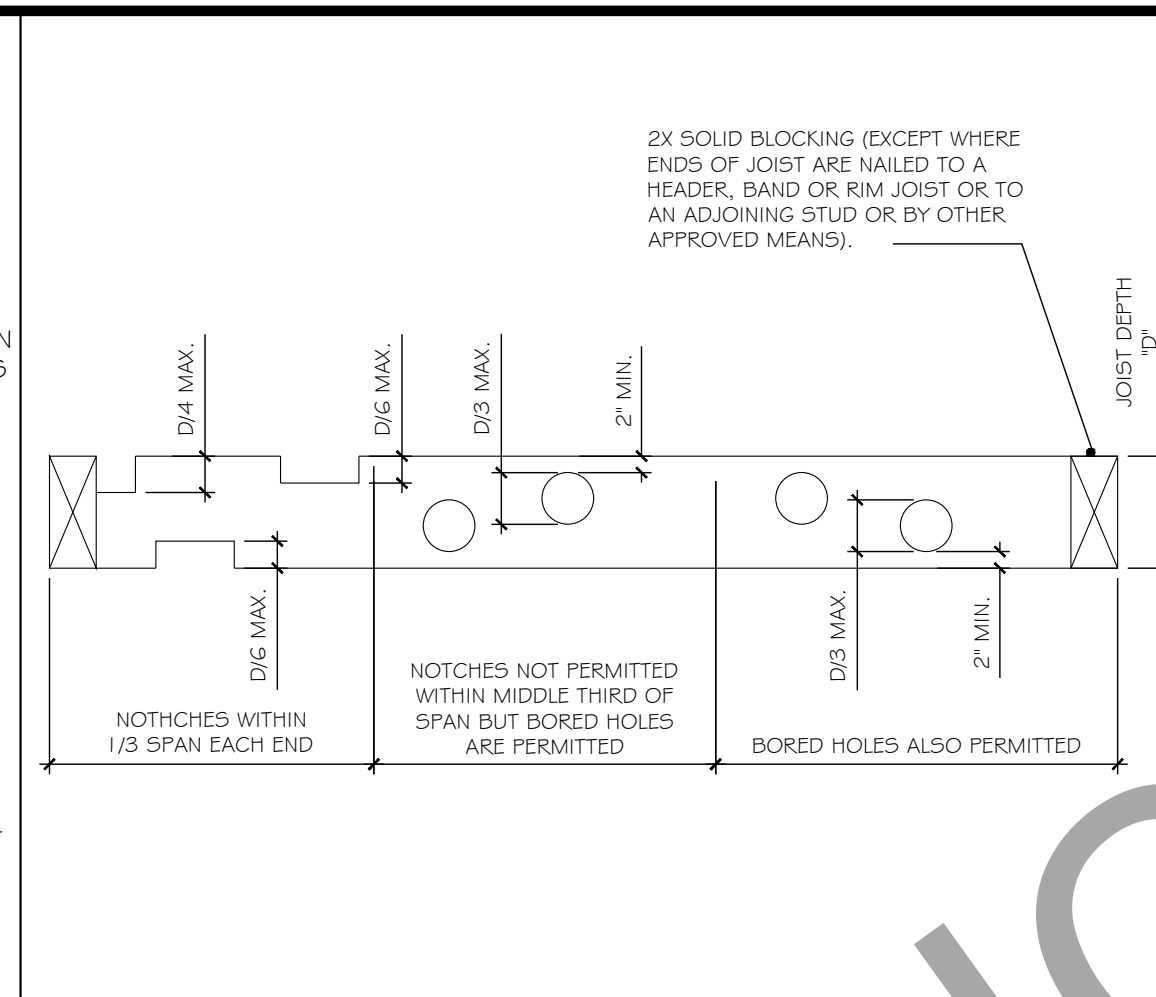 2X SOLID BLOCKING (EXCEPT WHERE
ENDS OF JOIST ARE NAILED TO A
HEADER, BAND OR RIM JOIST OR TO
AN ADJOINING STUD OR BY OTHER
APPROVED MEANS).
JOIST DEPTH
"D"
D/4 MAX.
D/6 MAX.
D/3 MAX.
2" MIN.
D/6 MAX.
D/3 MAX.
2" MIN.
NOTHCHES WITHIN
1/3 SPAN EACH END
NOTCHES NOT PERMITTED
WITHIN MIDDLE THIRD OF
SPAN BUT BORED HOLES
ARE PERMITTED
BORED HOLES ALSO PERMITTED